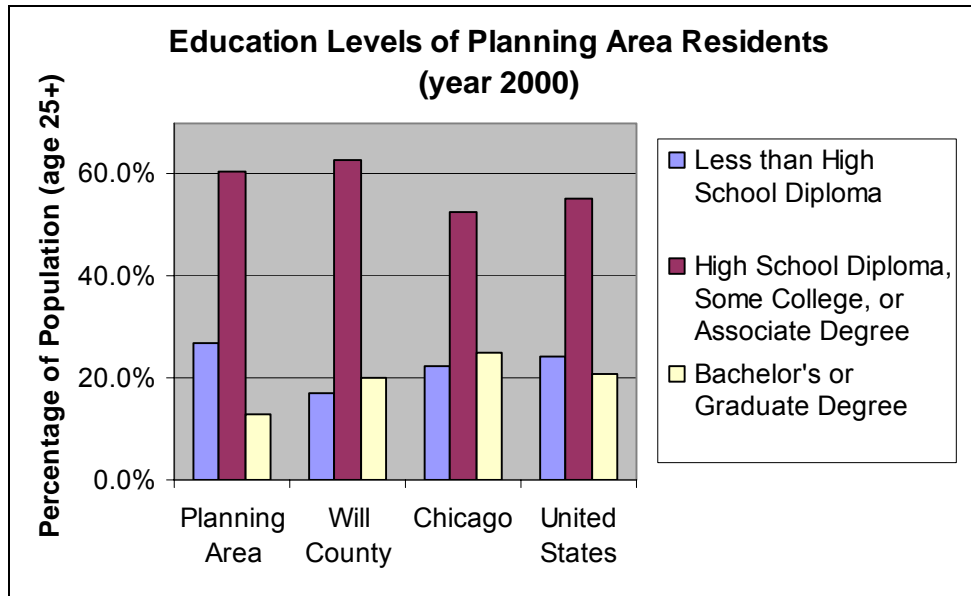 Education Levels of Planning Area Residents
(year 2000)
Percentage of Population (age 25+)
60.0%
40.0%
20.0%
0.0%
Planning
Area
Will
County
Chicago
United
States
Less than High
School Diploma
High School Diploma,
Some College, or
Associate Degree
Bachelor's or
Graduate Degree